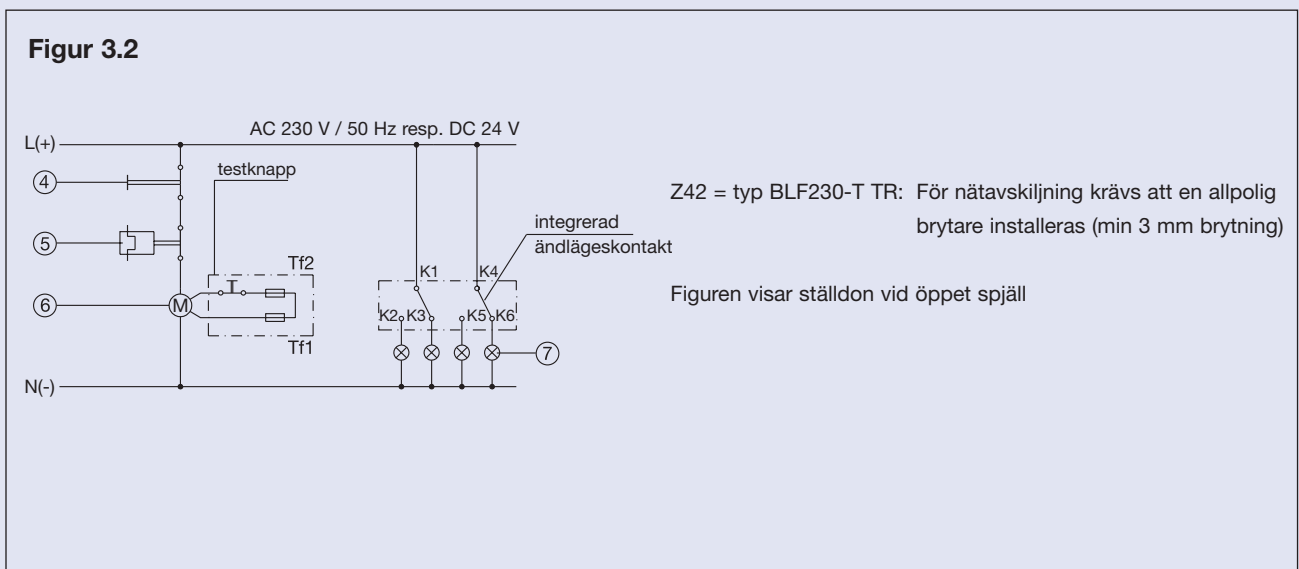 Figur 3.2
AC 230 V / 50 Hz resp. DC 24 V
L(+)
4
testknapp
5
integrerad
ändlägeskontakt
Tf2
K1 K4
6
M
K2 K3 K5 K6
Tf1
7
N(-)
Z42 = typ BLF230-T TR: För nätavskiljning krävs att en allpolig
brytare installeras (min 3 mm brytning)
Figuren visar ställdon vid öppet spjäll